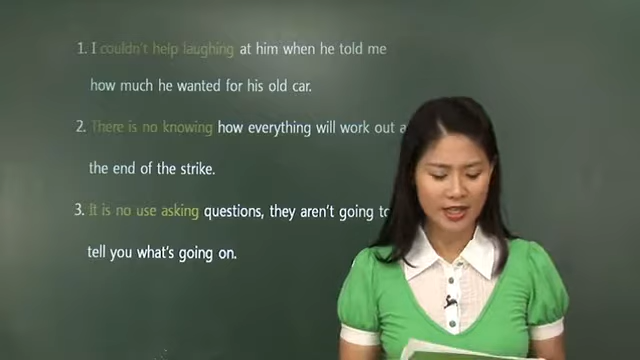 1. I couldn't help laughing at him when he told me
how much he wanted for his old car.
2. There is no knowing how everything will work out
the end of the strike.
3. It is no use asking questions, they aren't going to
tell you what's going on.